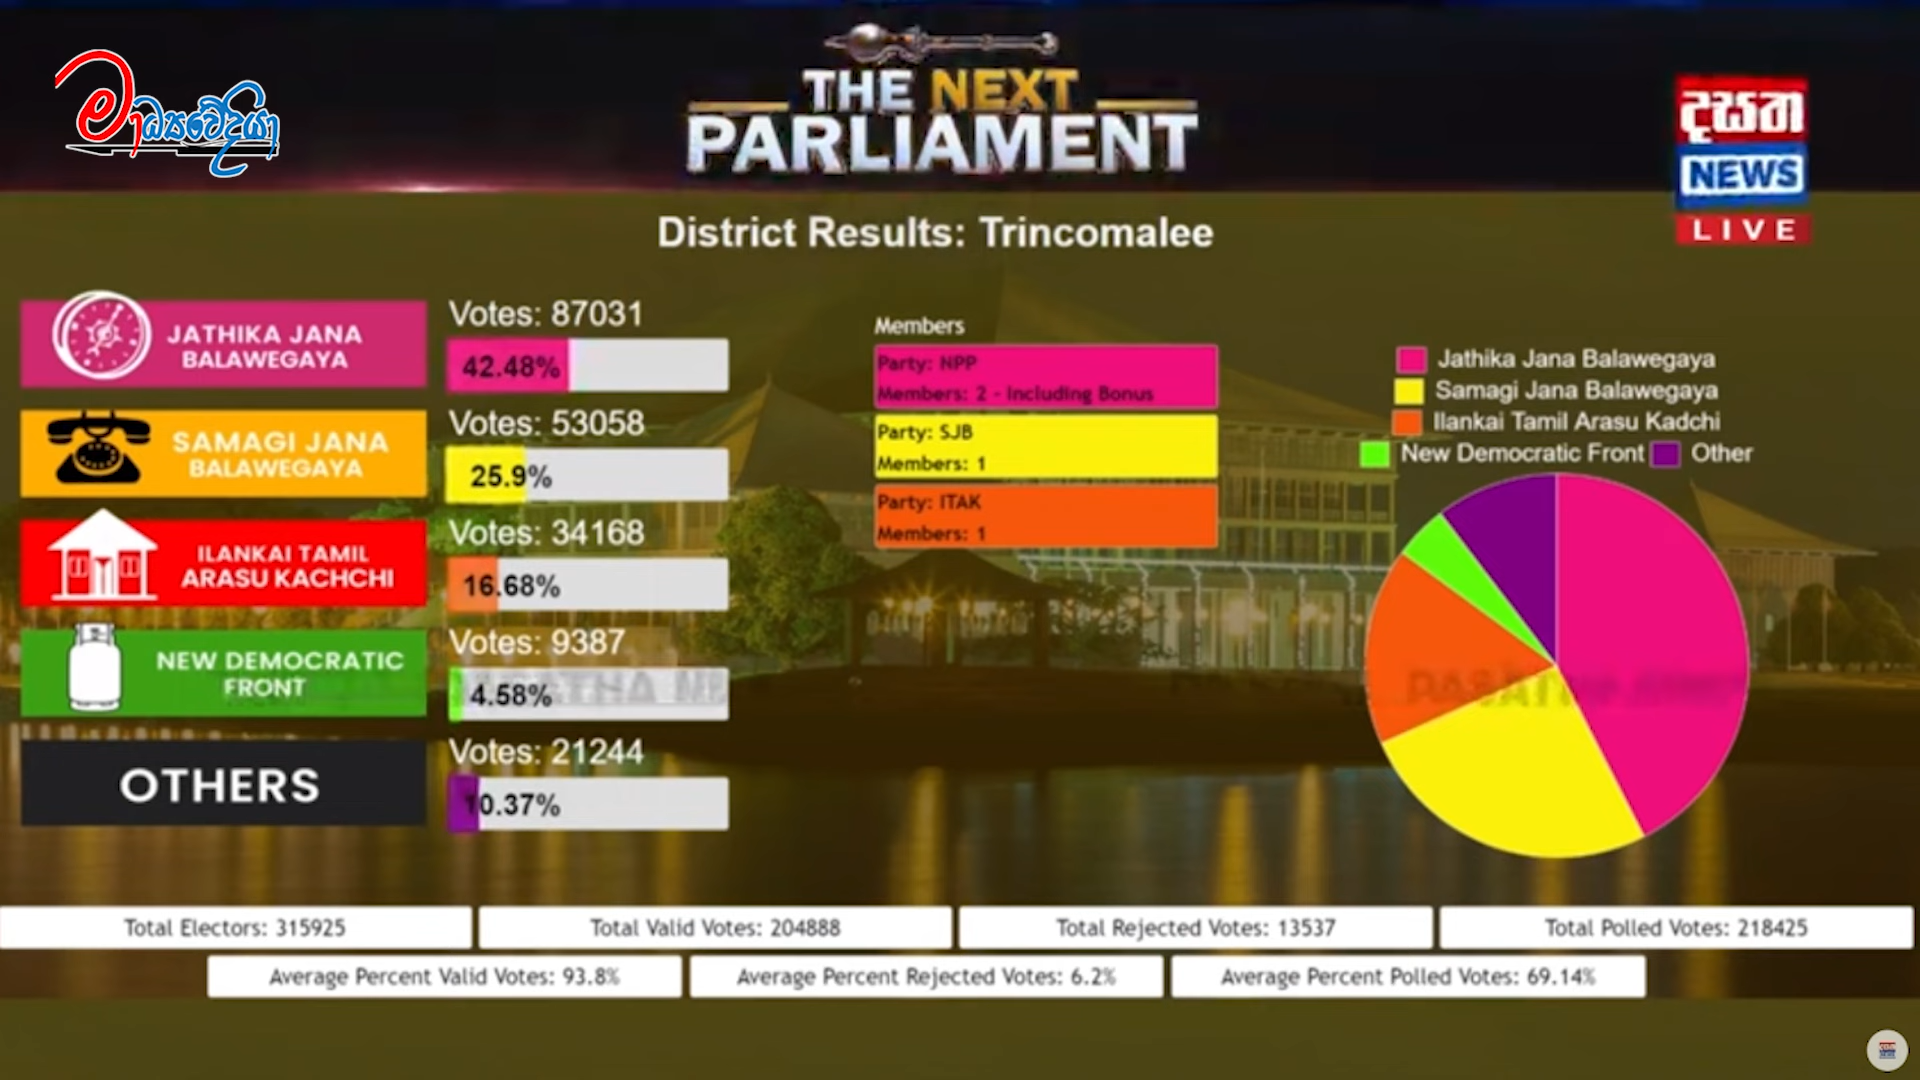 මාධ්‍යවේදියා
THE NEXT
PARLIAMENT
දසත
NEWS
LIVE
District Results: Trincomalee
JATHIKA JANA
BALAWEGAYA
Votes: 87031
42.48%
SAMAGI JANA
BALAWEGAYA
Votes: 53058
25.9%
ILANKAI TAMIL
ARASU KACHCHI
Votes: 34168
16.68%
NEW DEMOCRATIC
FRONT
Votes: 9387
4.58%
OTHERS
Votes: 21244
10.37%
Members
Party: NPP
Members: 2 - Including Bonus
Party: SJB
Members: 1
Party: ITAK
Members: 1
Jathika Jana Balawegaya
Samagi Jana Balawegaya
Ilankai Tamil Arasu Kadchi
New Democratic Front Other
Total Electors: 315925
Total Valid Votes: 204888
Total Rejected Votes: 13537
Total Polled Votes: 218425
Average Percent Valid Votes: 93.8%
Average Percent Rejected Votes: 6.2%
Average Percent Polled Votes: 69.14%